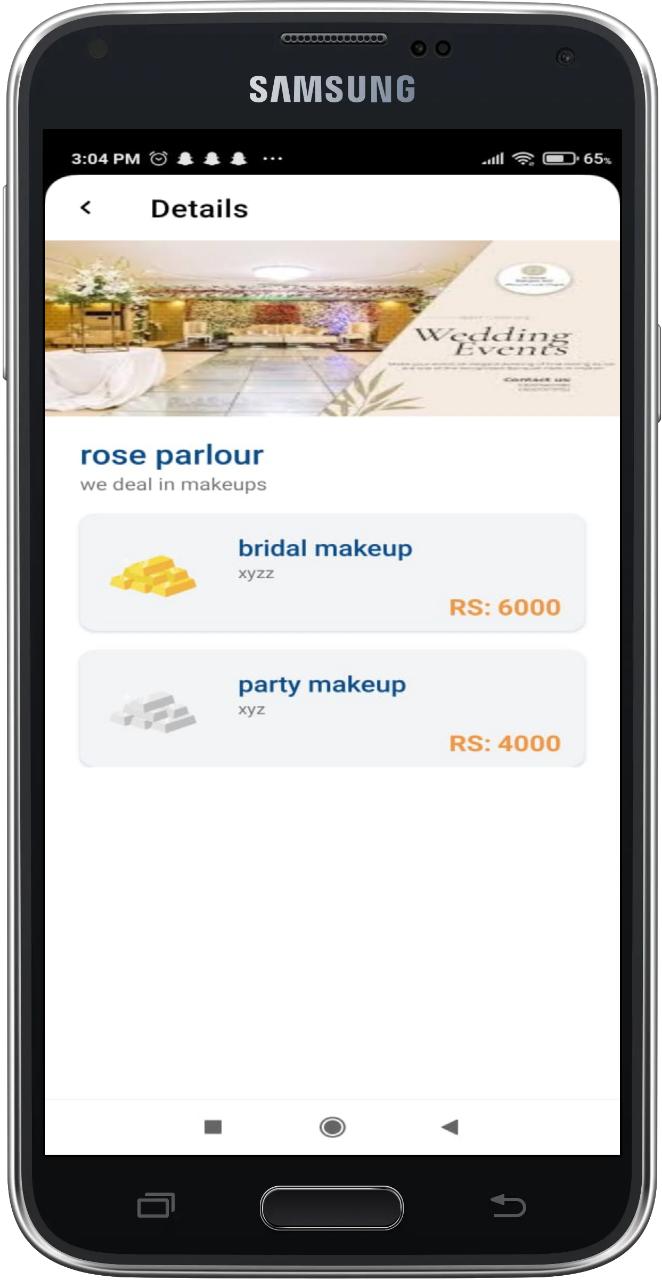 SAMSUNG
3:04 PM ... 65%
Details
Wedding
Events
Contact us:
rose parlour
we deal in makeups
bridal makeup
xyzz
RS: 6000
party makeup
xyz
RS: 4000